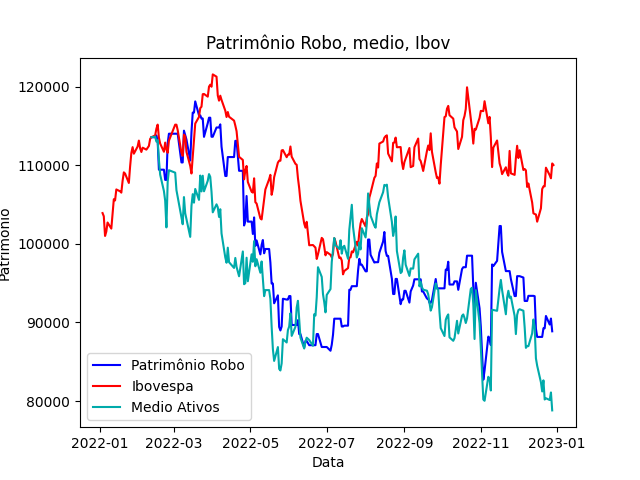 Patrimônio Robo, medio, Ibov
120000
110000
100000
90000
80000
Patrimonio
Patrimônio Robo
Ibovespa
Medio Ativos
2022-01 2022-03 2022-05 2022-07 2022-09 2022-11 2023-01
Data